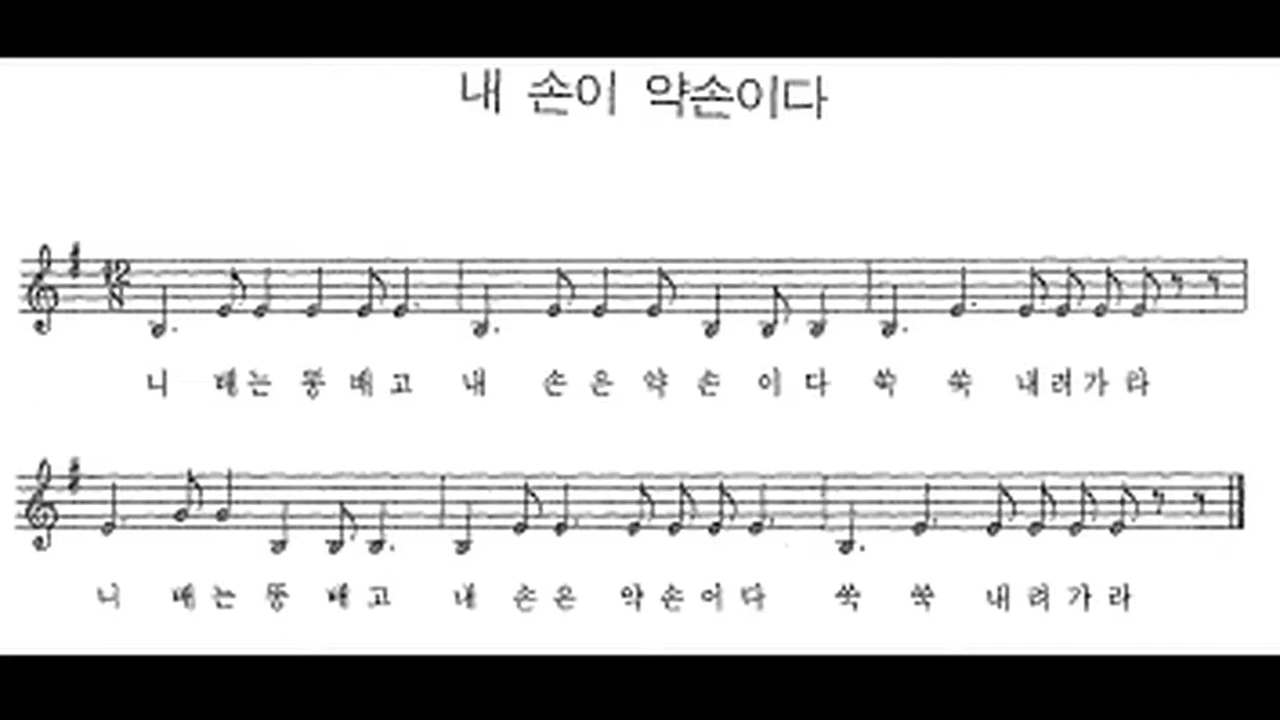 내 손이 약손이다
12
8
니 배는 똥 배 고 내 손 은 약 손 이 다 쑥 쑥 내 려 가 라
니 배 는 똥 배 고 내 손 은 약 손 이 다 쑥 쑥 내 려 가 라